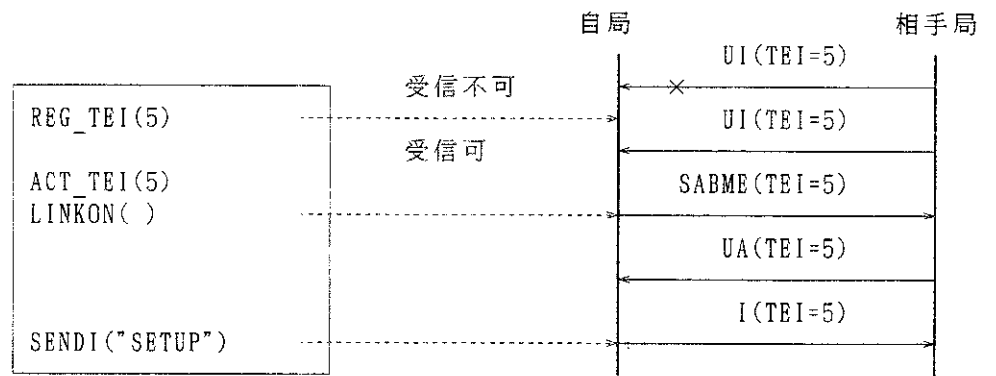 自局
相手局
UI(TEI=5)
受信不可
REG_TEI(5)
UI(TEI=5)
受信可
ACT_TEI(5)
SABME(TEI=5)
LINKON( )
UA(TEI=5)
I(TEI=5)
SENDI("SETUP")